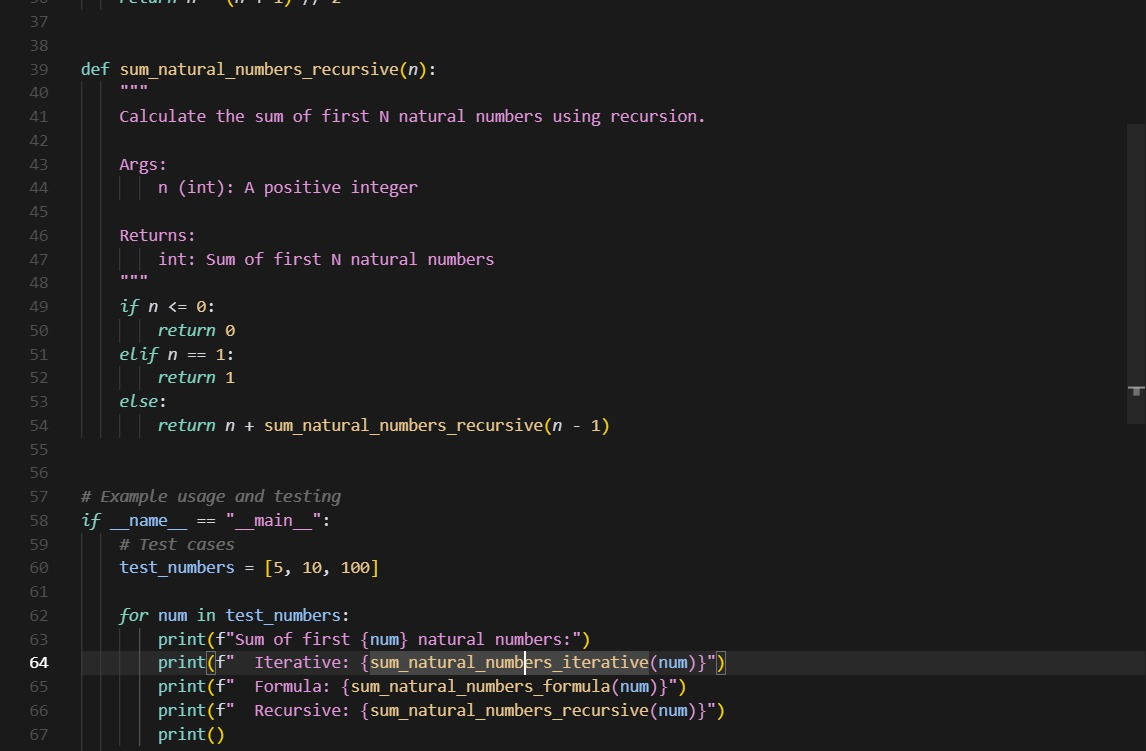 37
38
39 def sum_natural_numbers_recursive(n):
40     """
41     Calculate the sum of first N natural numbers using recursion.
42
43     Args:
44         n (int): A positive integer
45
46     Returns:
47         int: Sum of first N natural numbers
48     """
49     if n <= 0:
50         return 0
51     elif n == 1:
52         return 1
53     else:
54         return n + sum_natural_numbers_recursive(n - 1)
55
56
57 # Example usage and testing
58 if __name__ == "__main__":
59     # Test cases
60     test_numbers = [5, 10, 100]
61
62     for num in test_numbers:
63         print(f"Sum of first {num} natural numbers:")
64         print(f"  Iterative: {sum_natural_numbers_iterative(num)}")
65         print(f"  Formula: {sum_natural_numbers_formula(num)}")
66         print(f"  Recursive: {sum_natural_numbers_recursive(num)}")
67         print()